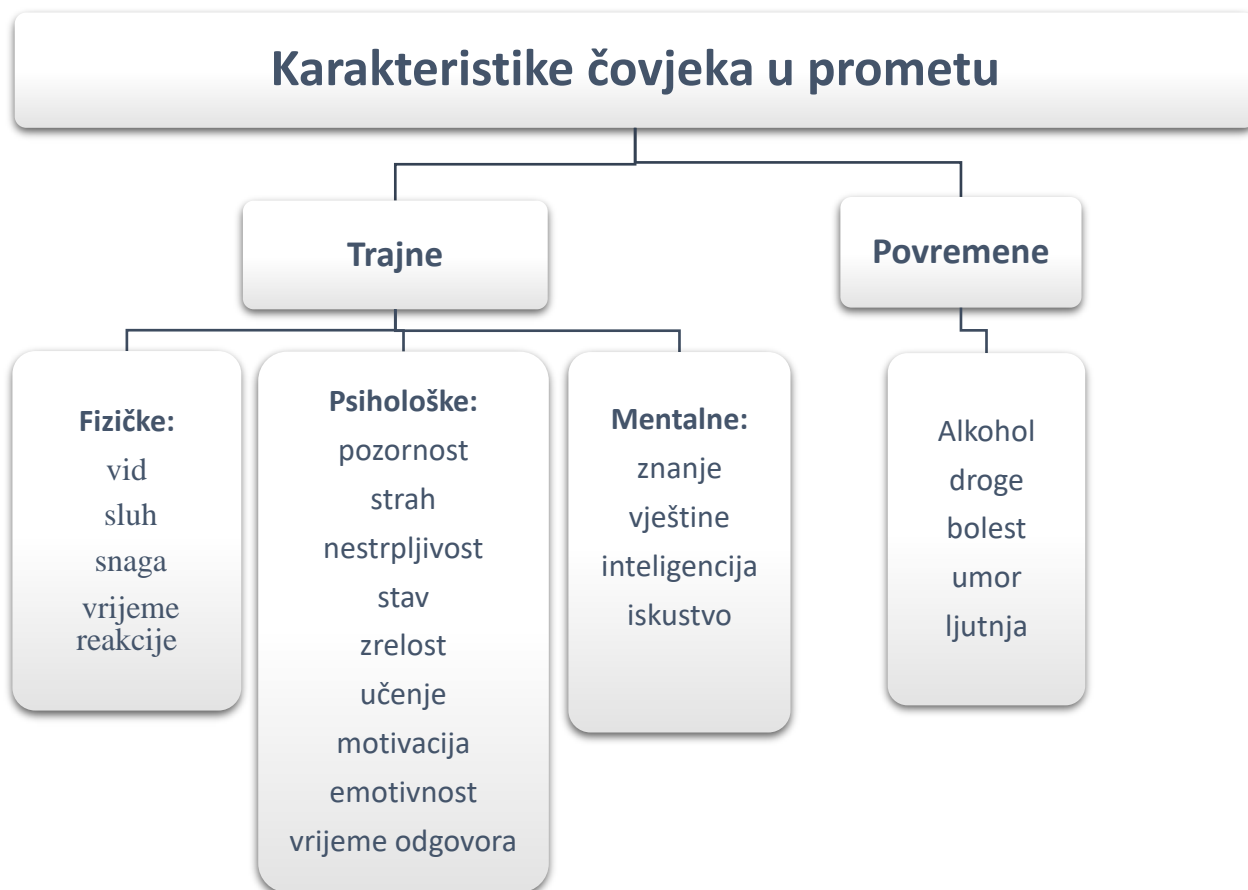 Karakteristike čovjeka u prometu
Trajne
Povremene
Fizičke:
vid
sluh
snaga
vrijeme
reakcije
Psihološke:
pozornost
strah
nestrpljivost
stav
zrelost
učenje
motivacija
emotivnost
vrijeme odgovora
Mentalne:
znanje
vještine
inteligencija
iskustvo
Alkohol
droge
bolest
umor
ljutnja